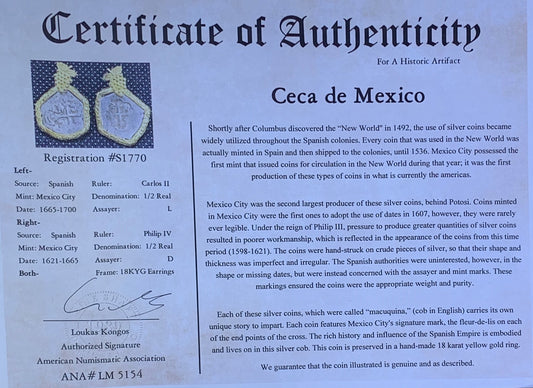 Certificate of Authenticity
For A Historic Artifact
Ceca de Mexico
Registration #S1770
Left-
Source: Spanish Ruler: Carlos II
Mint: Mexico City Denomination: 1/2 Real
Date: 1665-1700 Assayer: L
Right-
Source: Spanish Ruler: Philip IV
Mint: Mexico City Denomination: 1/2 Real
Date: 1621-1665 Assayer: D
Both- Frame: 18KYG Earrings
Loukas Kongos
Authorized Signature
American Numismatic Association
ANA# LM 5154
Shortly after Columbus discovered the “New World” in 1492, the use of silver coins became
widely utilized throughout the Spanish colonies. Every coin that was used in the New World was
actually minted in Spain and then shipped to the colonies, until 1536. Mexico City possessed the
first mint that issued coins for circulation in the New World during that year; it was the first
production of these types of coins in what is currently the americas.
Mexico City was the second largest producer of these silver coins, behind Potosi. Coins minted
in Mexico City were the first ones to adopt the use of dates in 1607, however, they were rarely
ever legible. Under the reign of Philip III, pressure to produce greater quantities of silver coins
resulted in poorer workmanship, which is reflected in the appearance of the coins from this time
period (1598-1621). The coins were hand-struck on crude pieces of silver, so that their shape and
thickness was imperfect and irregular. The Spanish authorities were uninterested, however, in the
shape or missing dates, but were instead concerned with the assayer and mint marks. These
markings ensured the coins were the appropriate weight and purity.
Each of these silver coins, which were called “macuquina,” (cob in English) carries its own
unique story to impart. Each coin features Mexico City's signature mark, the fleur-de-lis on each
of the end points of the cross. The rich history and influence of the Spanish Empire is embodied
and lives on in this silver cob. This coin is preserved in a hand-made 18 karat yellow gold ring.
We guarantee that the coin illustrated is genuine and as described.